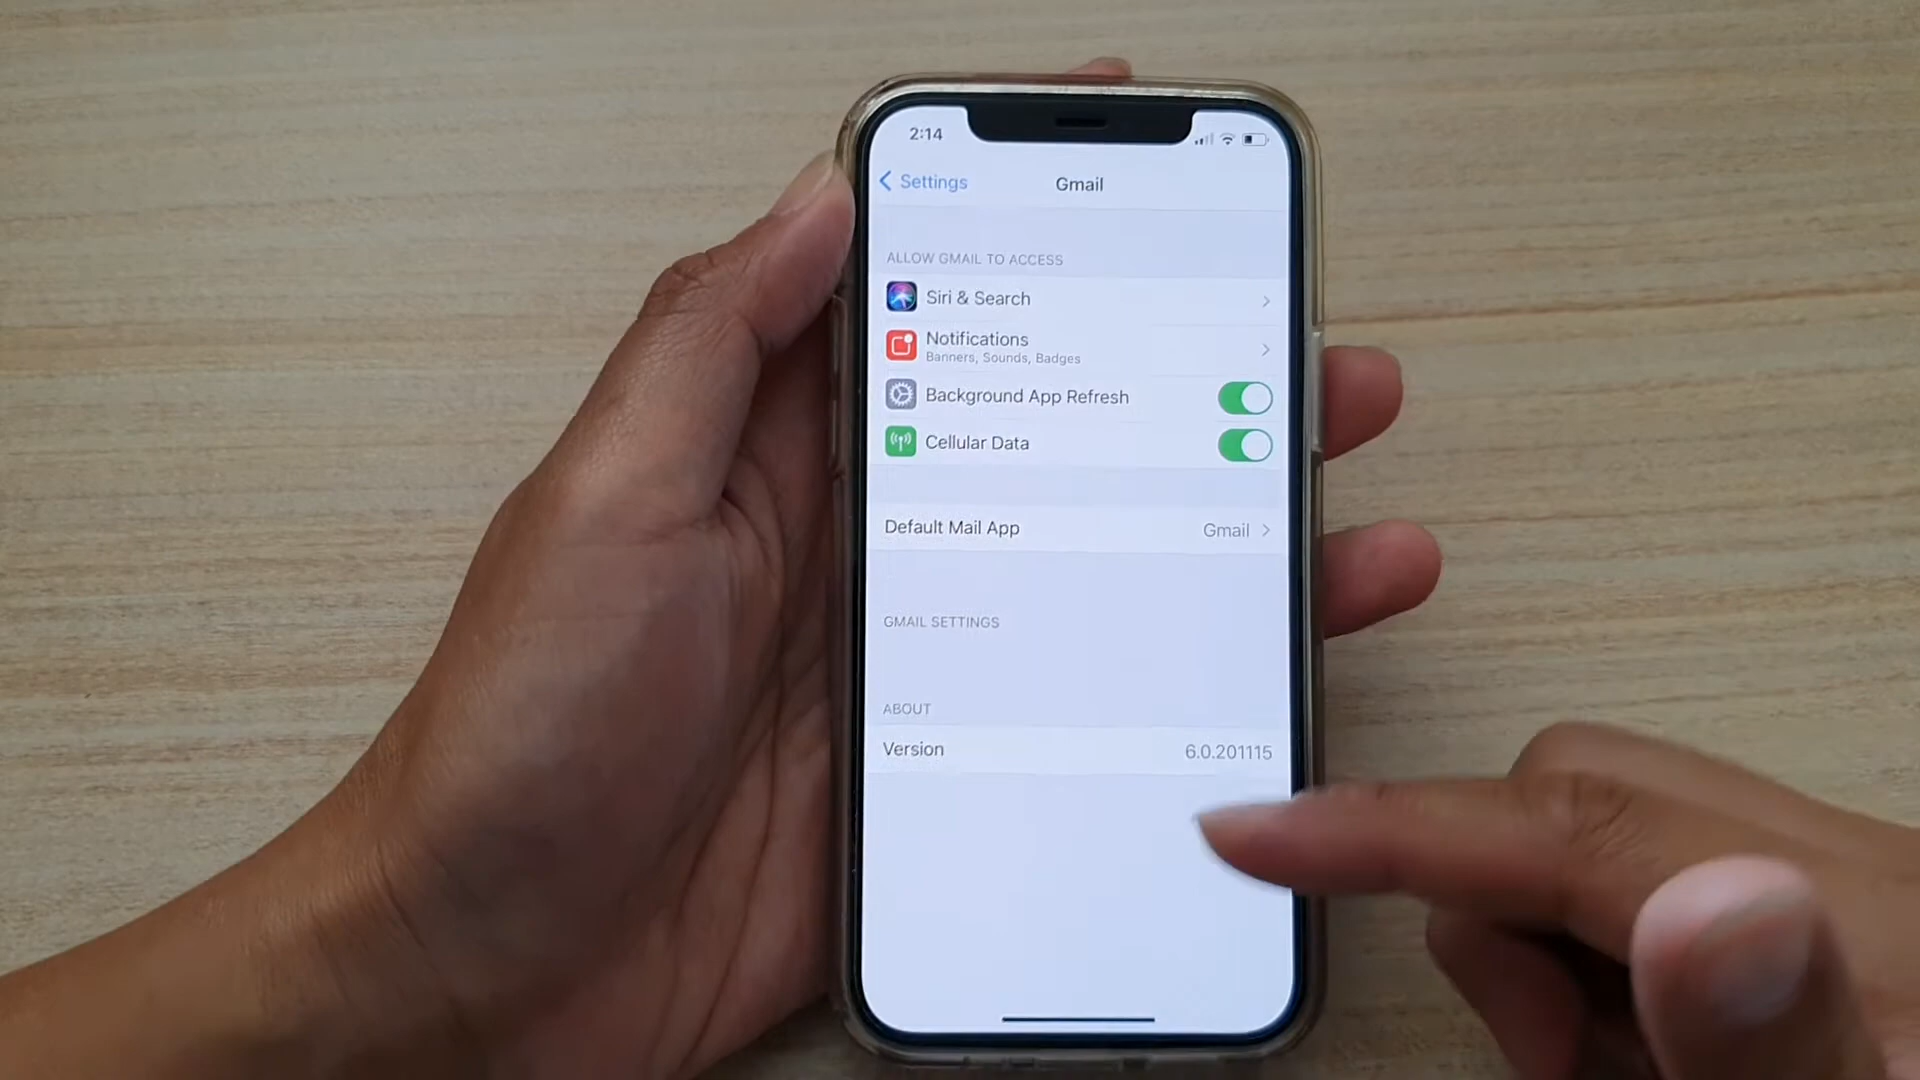 2:14
Settings
Gmail
ALLOW GMAIL TO ACCESS
Siri & Search
Notifications
Banners, Sounds, Badges
Background App Refresh
Cellular Data
Default Mail App Gmail
GMAIL SETTINGS
ABOUT
Version 6.0.201115